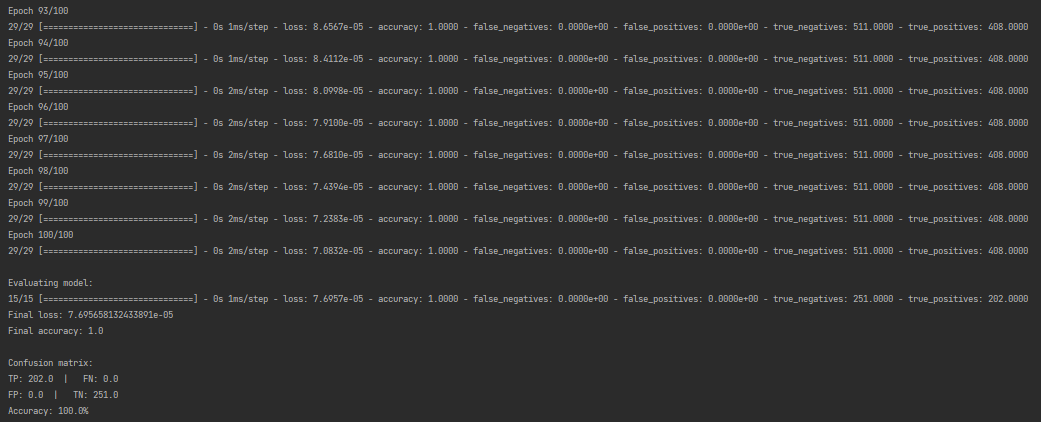 Epoch 93/100
29/29 [==============================] - 0s 1ms/step - loss: 8.6567e-05 - accuracy: 1.0000 - false_negatives: 0.0000e+00 - false_positives: 0.0000e+00 - true_negatives: 511.0000 - true_positives: 408.0000
Epoch 94/100
29/29 [==============================] - 0s 1ms/step - loss: 8.4112e-05 - accuracy: 1.0000 - false_negatives: 0.0000e+00 - false_positives: 0.0000e+00 - true_negatives: 511.0000 - true_positives: 408.0000
Epoch 95/100
29/29 [==============================] - 0s 2ms/step - loss: 8.0998e-05 - accuracy: 1.0000 - false_negatives: 0.0000e+00 - false_positives: 0.0000e+00 - true_negatives: 511.0000 - true_positives: 408.0000
Epoch 96/100
29/29 [==============================] - 0s 2ms/step - loss: 7.9100e-05 - accuracy: 1.0000 - false_negatives: 0.0000e+00 - false_positives: 0.0000e+00 - true_negatives: 511.0000 - true_positives: 408.0000
Epoch 97/100
29/29 [==============================] - 0s 2ms/step - loss: 7.6810e-05 - accuracy: 1.0000 - false_negatives: 0.0000e+00 - false_positives: 0.0000e+00 - true_negatives: 511.0000 - true_positives: 408.0000
Epoch 98/100
29/29 [==============================] - 0s 2ms/step - loss: 7.4394e-05 - accuracy: 1.0000 - false_negatives: 0.0000e+00 - false_positives: 0.0000e+00 - true_negatives: 511.0000 - true_positives: 408.0000
Epoch 99/100
29/29 [==============================] - 0s 2ms/step - loss: 7.2383e-05 - accuracy: 1.0000 - false_negatives: 0.0000e+00 - false_positives: 0.0000e+00 - true_negatives: 511.0000 - true_positives: 408.0000
Epoch 100/100
29/29 [==============================] - 0s 2ms/step - loss: 7.0832e-05 - accuracy: 1.0000 - false_negatives: 0.0000e+00 - false_positives: 0.0000e+00 - true_negatives: 511.0000 - true_positives: 408.0000
Evaluating model:
15/15 [==============================] - 0s 1ms/step - loss: 7.6957e-05 - accuracy: 1.0000 - false_negatives: 0.0000e+00 - false_positives: 0.0000e+00 - true_negatives: 251.0000 - true_positives: 202.0000
Final loss: 7.695658132433891e-05
Final accuracy: 1.0
Confusion matrix:
TP: 202.0  |   FN: 0.0
FP: 0.0  |   TN: 251.0
Accuracy: 100.0%